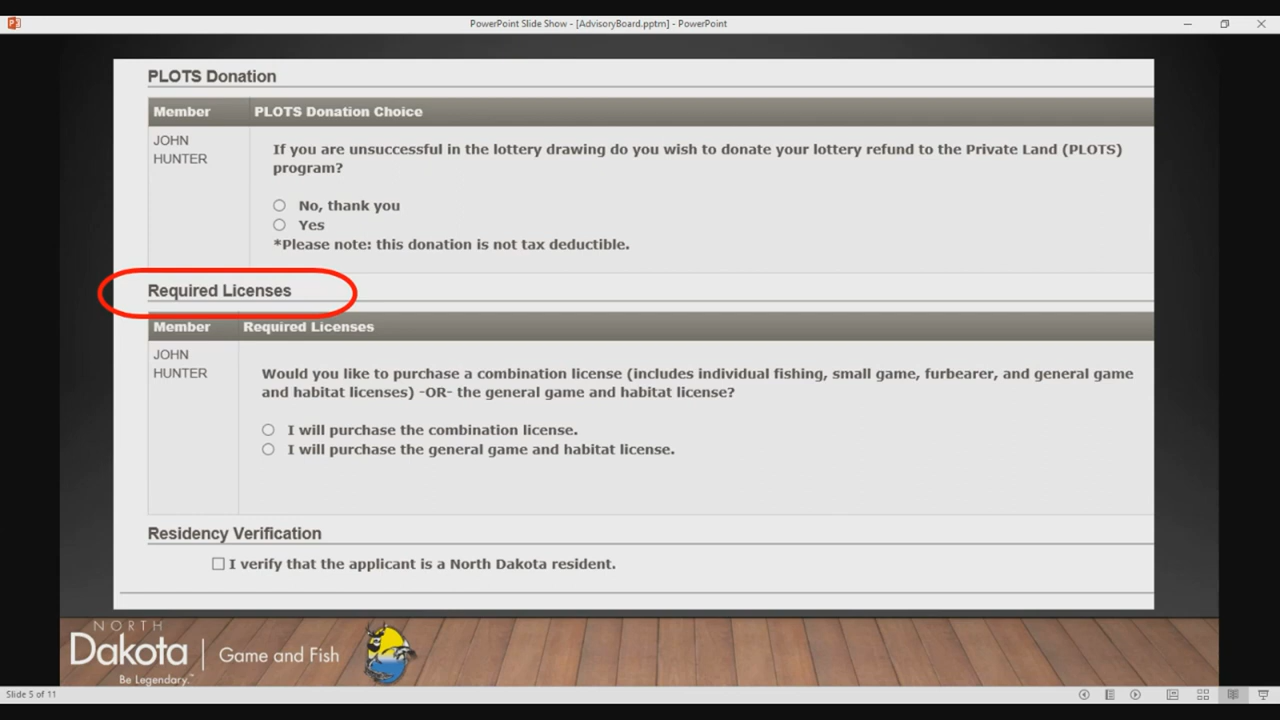 PowerPoint Slide Show - [AdvisoryBoard.pptm] - PowerPoint
PLOTS Donation
Member PLOTS Donation Choice
JOHN
HUNTER
If you are unsuccessful in the lottery drawing do you wish to donate your lottery refund to the Private Land (PLOTS)
program?
No, thank you
Yes
*Please note: this donation is not tax deductible.
Required Licenses
Member Required Licenses
JOHN
HUNTER
Would you like to purchase a combination license (includes individual fishing, small game, furbearer, and general game
and habitat licenses) -OR- the general game and habitat license?
I will purchase the combination license.
I will purchase the general game and habitat license.
Residency Verification
I verify that the applicant is a North Dakota resident.
NORTH
Dakota | Game and Fish
Be Legendary.™
Slide 5 of 11